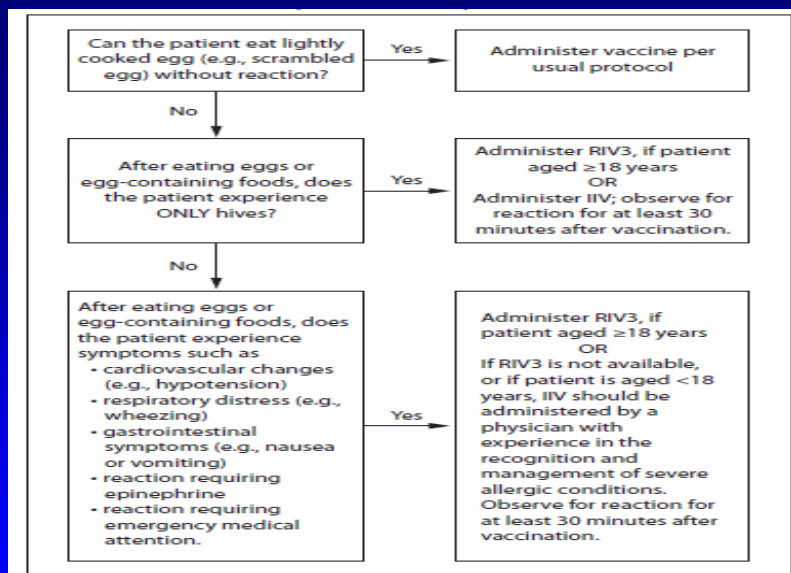 Can the patient eat lightly
cooked egg (e.g., scrambled
egg) without reaction?
Yes
Administer vaccine per
usual protocol
No
After eating eggs or
egg-containing foods, does
the patient experience
ONLY hives?
Yes
Administer RIV3, if patient
aged ≥18 years
OR
Administer IIV; observe for
reaction for at least 30
minutes after vaccination.
No
After eating eggs or
egg-containing foods, does
the patient experience
symptoms such as
• cardiovascular changes
(e.g., hypotension)
• respiratory distress (e.g.,
wheezing)
• gastrointestinal
symptoms (e.g., nausea
or vomiting)
• reaction requiring
epinephrine
• reaction requiring
emergency medical
attention.
Yes
Administer RIV3, if
patient aged ≥18 years
OR
If RIV3 is not available,
or if patient is aged <18
years, IIV should be
administered by a
physician with
experience in the
recognition and
management of severe
allergic conditions.
Observe for reaction for
at least 30 minutes after
vaccination.